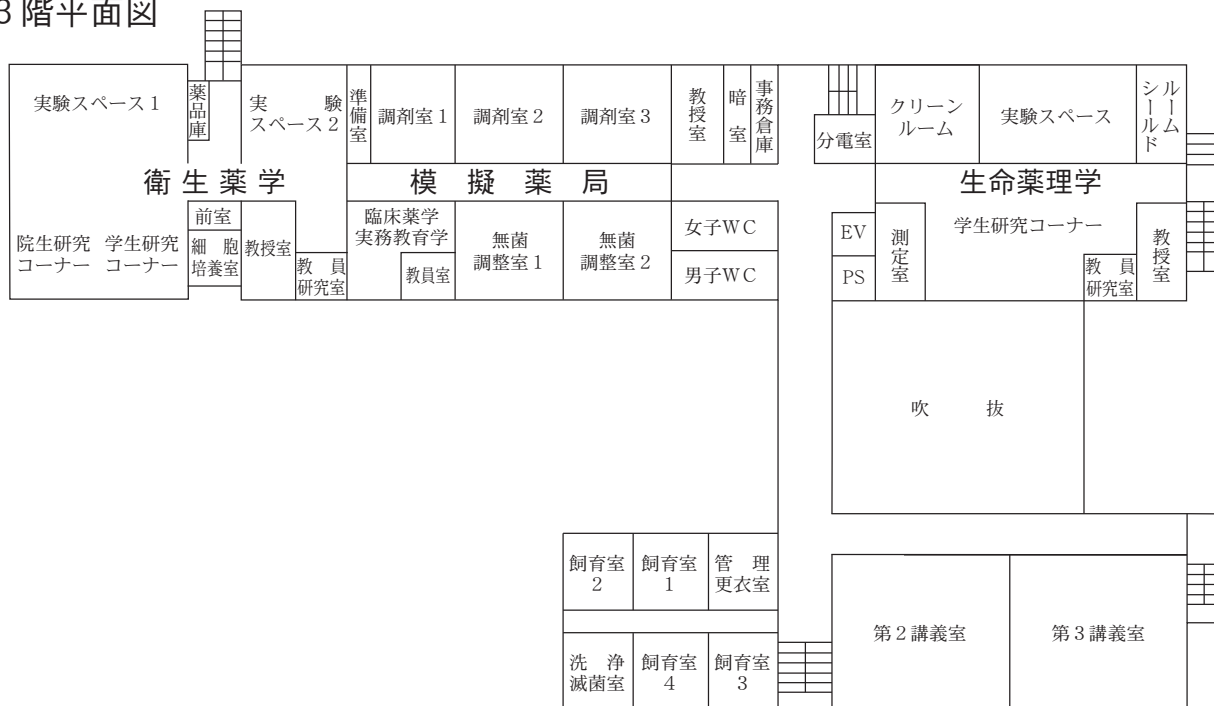 3階平面図
実験スペース1
薬品庫
実験
スペース2
準備室
調剤室1
調剤室2
調剤室3
教授室
暗室
事務倉庫
分電室
クリーン
ルーム
実験スペース
シールド
ルーム
衛生薬学
模擬薬局
生命薬理学
院生研究
コーナー
学生研究
コーナー
前室
細胞
培養室
教授室
教員
研究室
臨床薬学
実務教育学
教員室
無菌
調整室1
無菌
調整室2
女子WC
男子WC
EV
PS
測定室
学生研究コーナー
教員
研究室
教授室
吹抜
飼育室
2
飼育室
1
管理
更衣室
洗浄
滅菌室
飼育室
4
飼育室
3
第2講義室
第3講義室